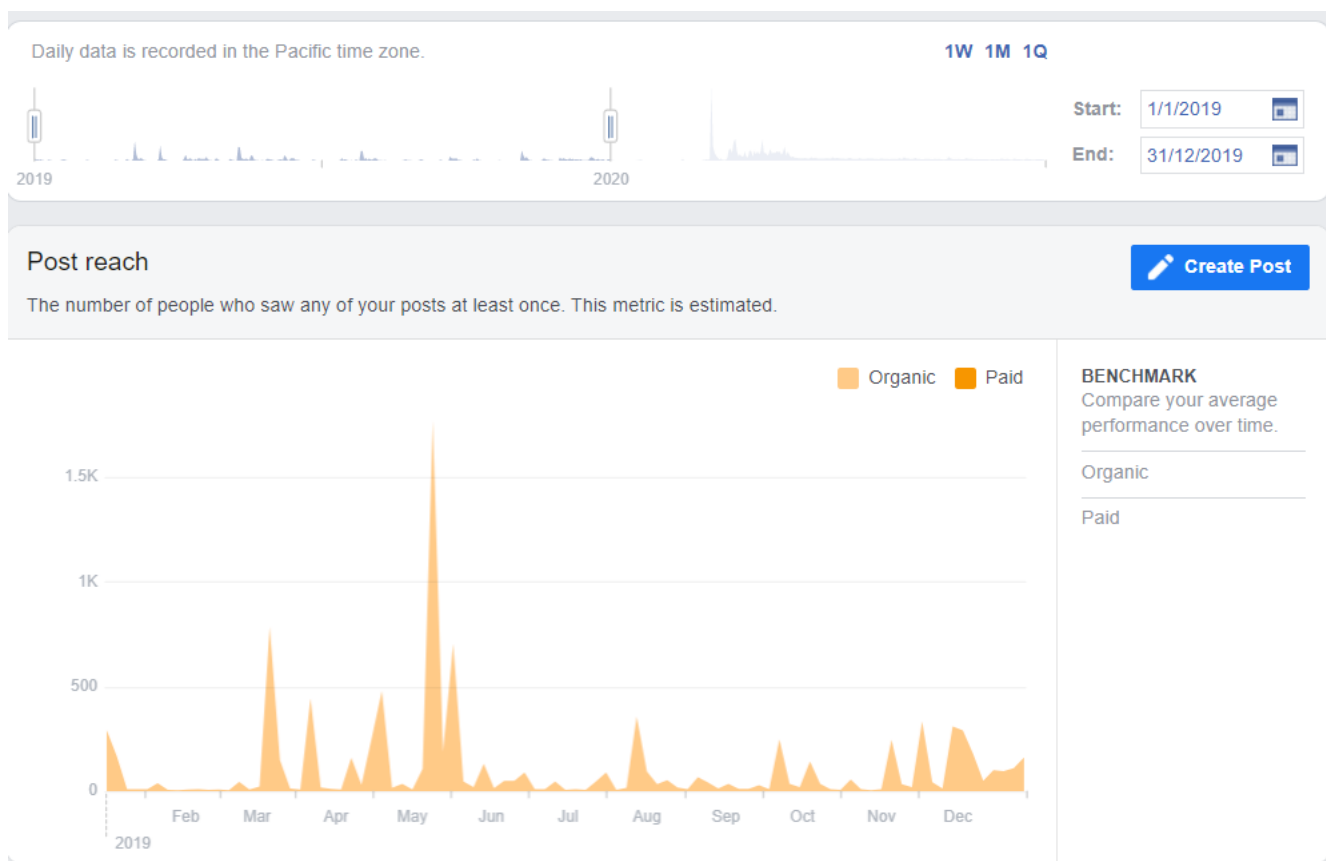 Daily data is recorded in the Pacific time zone.
1W 1M 1Q
Start: 1/1/2019
End: 31/12/2019
2019 2020
Post reach
Create Post
The number of people who saw any of your posts at least once. This metric is estimated.
Organic Paid
BENCHMARK
Compare your average
performance over time.
Organic
Paid
1.5K
1K
500
0
Feb Mar Apr May Jun Jul Aug Sep Oct Nov Dec
2019